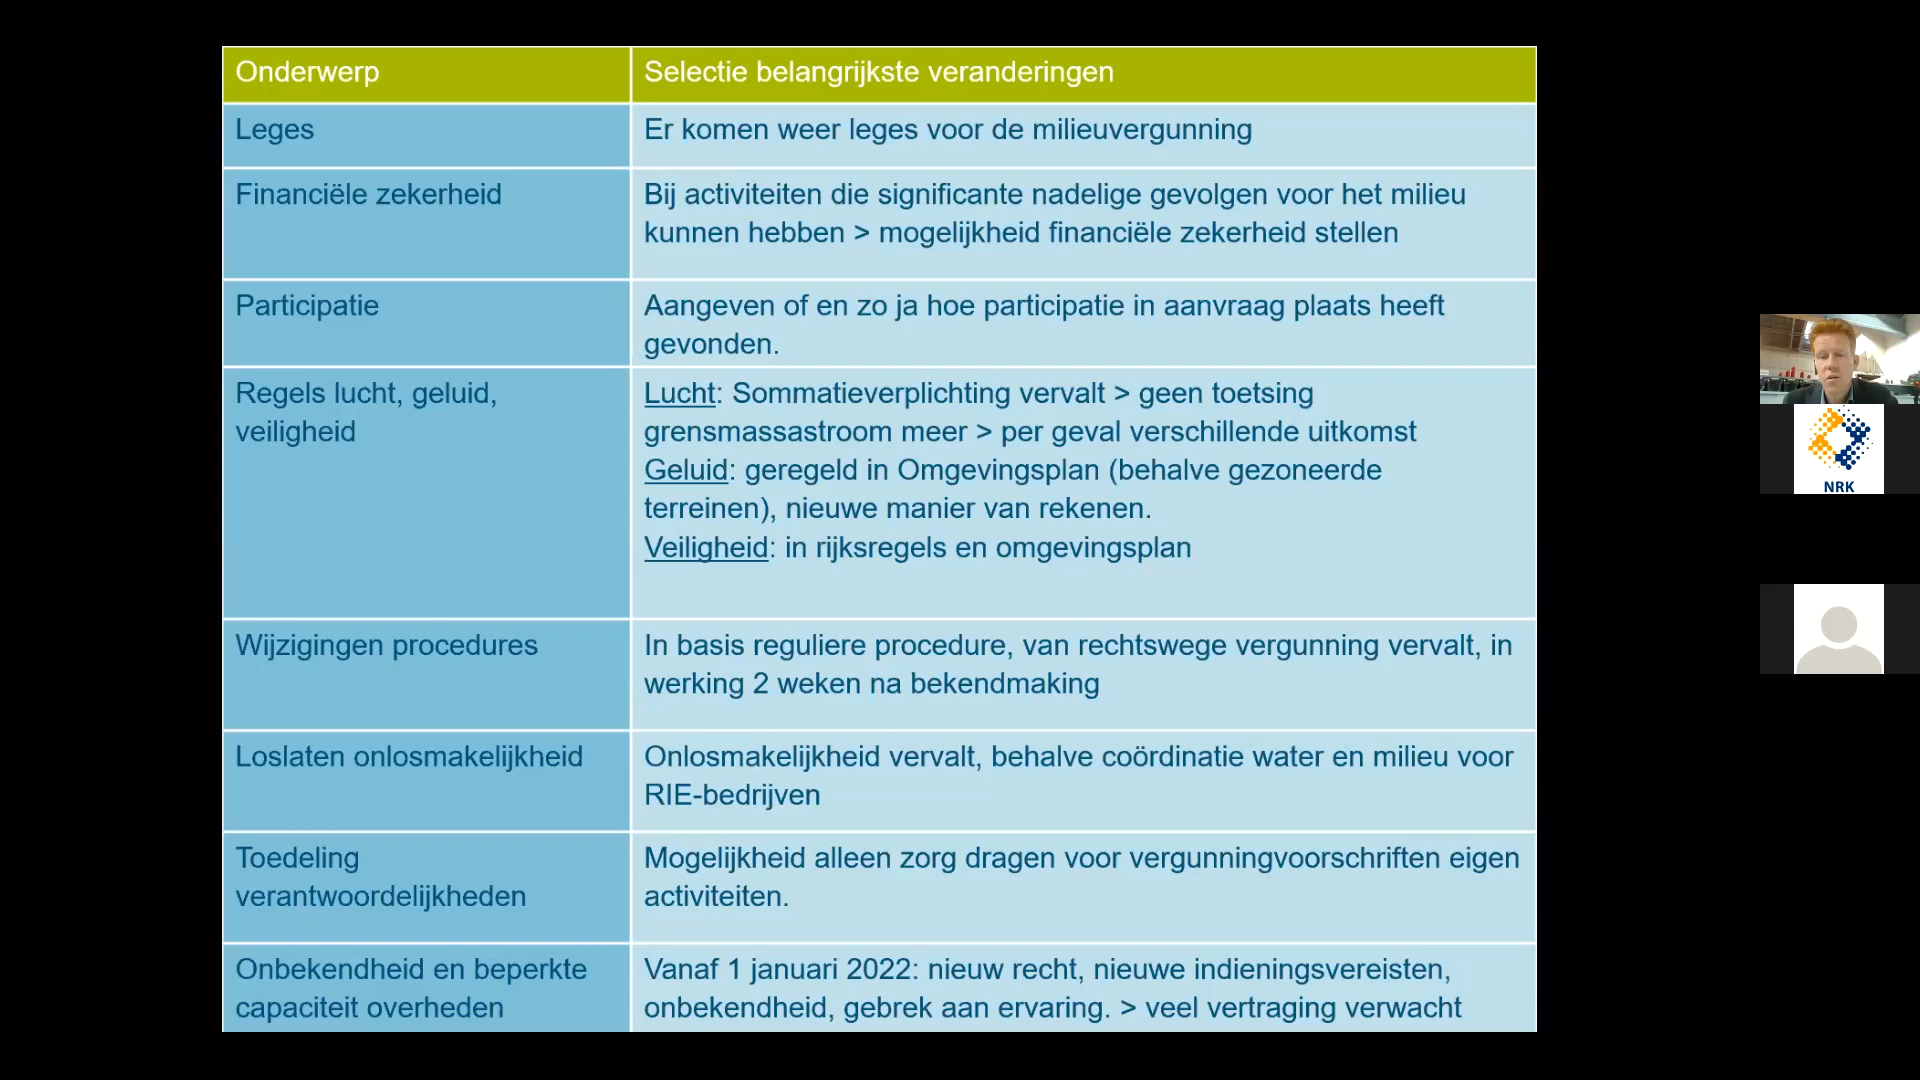 Onderwerp
Selectie belangrijkste veranderingen
Leges
Er komen weer leges voor de milieuvergunning
Financiële zekerheid
Bij activiteiten die significante nadelige gevolgen voor het milieu
kunnen hebben > mogelijkheid financiële zekerheid stellen
Participatie
Aangeven of en zo ja hoe participatie in aanvraag plaats heeft
gevonden.
Regels lucht, geluid,
veiligheid
Lucht: Sommatieverplichting vervalt > geen toetsing
grensmassastroom meer > per geval verschillende uitkomst
Geluid: geregeld in Omgevingsplan (behalve gezoneerde
terreinen), nieuwe manier van rekenen.
Veiligheid: in rijksregels en omgevingsplan
Wijzigingen procedures
In basis reguliere procedure, van rechtswege vergunning vervalt, in
werking 2 weken na bekendmaking
Loslaten onlosmakelijkheid
Onlosmakelijkheid vervalt, behalve coördinatie water en milieu voor
RIE-bedrijven
Toedeling
verantwoordelijkheden
Mogelijkheid alleen zorg dragen voor vergunningvoorschriften eigen
activiteiten.
Onbekendheid en beperkte
capaciteit overheden
Vanaf 1 januari 2022: nieuw recht, nieuwe indieningsvereisten,
onbekendheid, gebrek aan ervaring. > veel vertraging verwacht
NRK